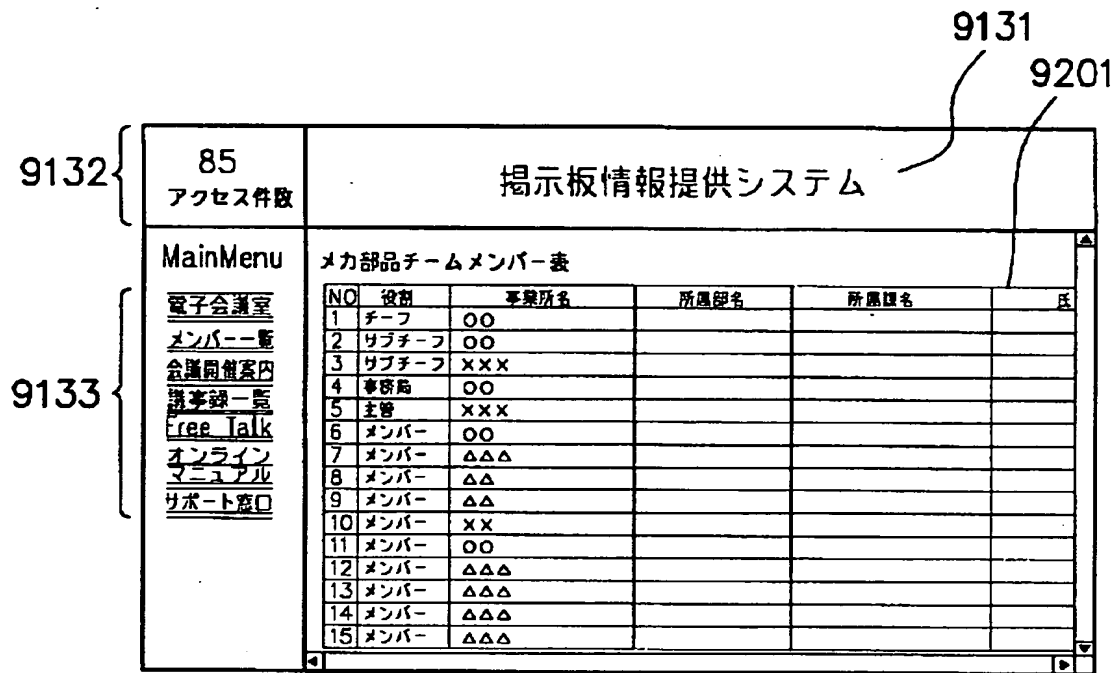 9131
9201
9132
85
アクセス件数
掲示板情報提供システム
MainMenu
メカ部品チームメンバー表
9133
電子会議室
メンバー一覧
会議開催案内
議事録一覧
Free Talk
オンライン
マニュアル
サポート窓口
NO 役割 事業所名 所属部名 所属課名 氏
1 チーフ ○○
2 サブチーフ ○○
3 サブチーフ ×××
4 事務局 ○○
5 主管 ×××
6 メンバー ○○
7 メンバー △△△
8 メンバー △△
9 メンバー △△
10 メンバー ××
11 メンバー ○○
12 メンバー △△△
13 メンバー △△△
14 メンバー △△△
15 メンバー △△△